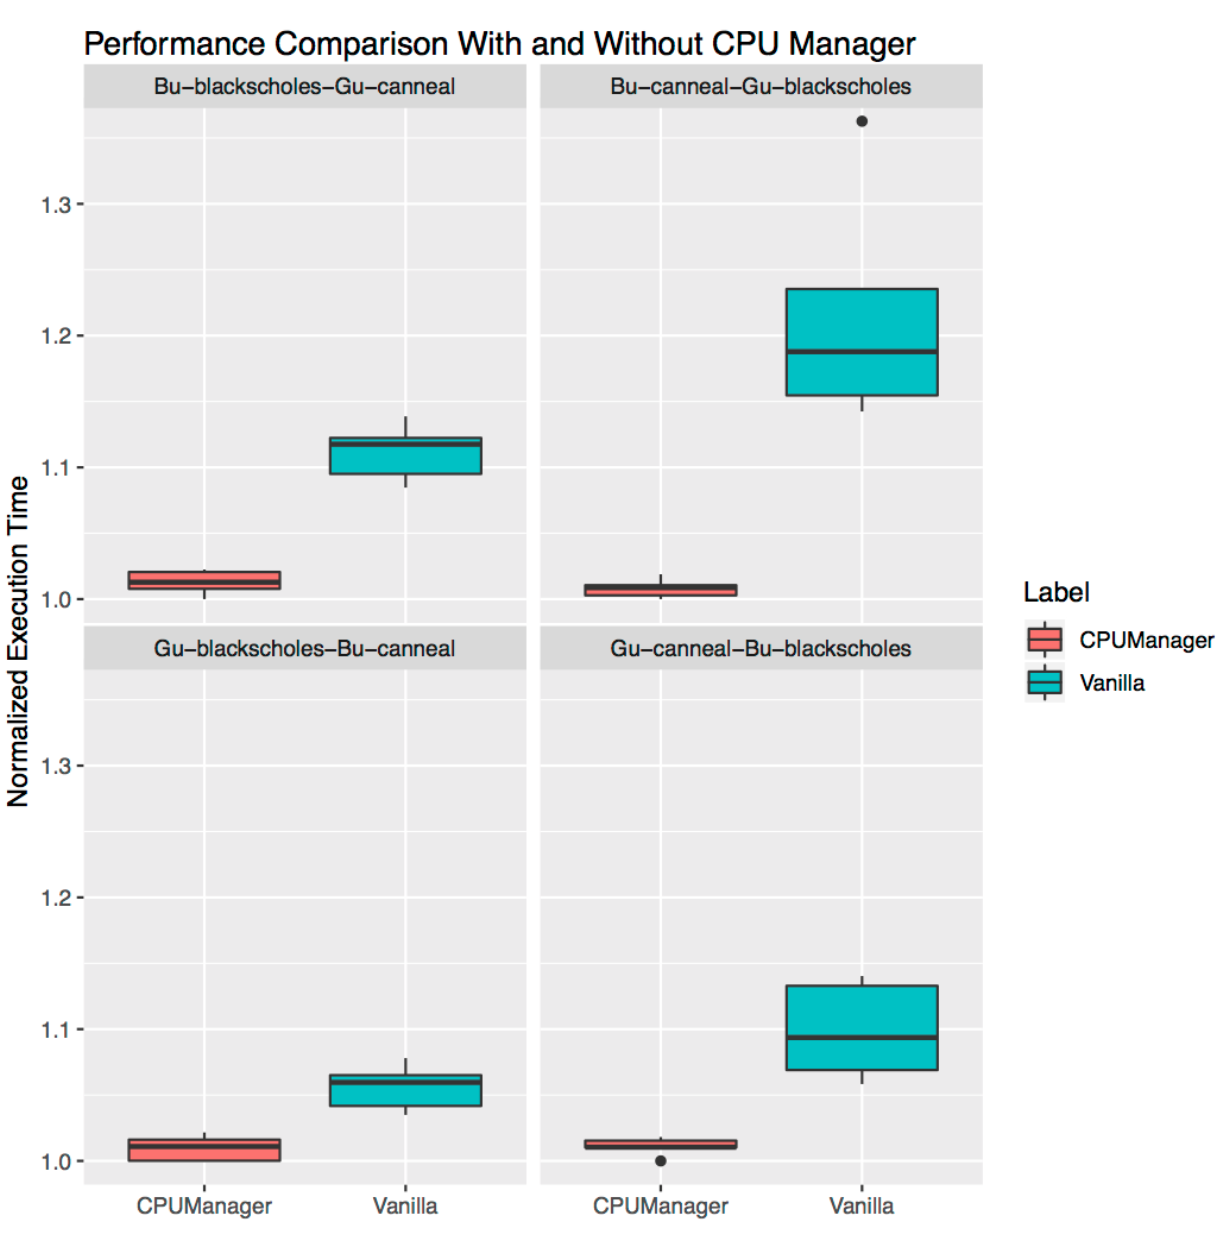 Performance Comparison With and Without CPU Manager
Bu−blackscholes−Gu−canneal
Bu−canneal−Gu−blackscholes
1.3
1.2
1.1
1.0
Gu−blackscholes−Bu−canneal
Gu−canneal−Bu−blackscholes
1.3
1.2
1.1
1.0
Normalized Execution Time
CPUManager
Vanilla
CPUManager
Vanilla
Label
CPUManager
Vanilla